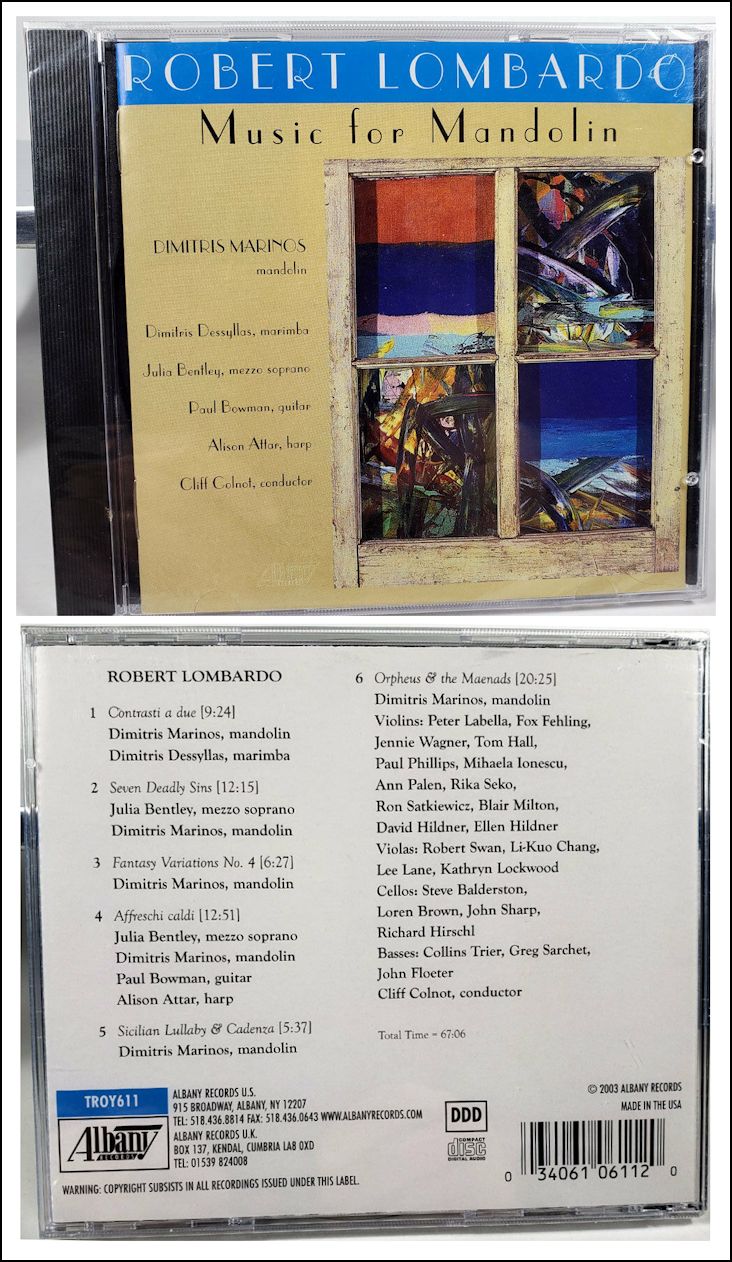 ROBERT LOMBARDO
Music for Mandolin
DIMITRIS MARINOS
mandolin
Dimitris Dessyllas, marimba
Julia Bentley, mezzo soprano
Paul Bowman, guitar
Alison Attar, harp
Cliff Colnot, conductor
ROBERT LOMBARDO
1 Contrasti a due [9:24]
Dimitris Marinos, mandolin
Dimitris Dessyllas, marimba
2 Seven Deadly Sins [12:15]
Julia Bentley, mezzo soprano
Dimitris Marinos, mandolin
3 Fantasy Variations No. 4 [6:27]
Dimitris Marinos, mandolin
4 Affreschi caldi [12:51]
Julia Bentley, mezzo soprano
Dimitris Marinos, mandolin
Paul Bowman, guitar
Alison Attar, harp
5 Sicilian Lullaby & Cadenza [5:37]
Dimitris Marinos, mandolin
6 Orpheus & the Maenads [20:25]
Dimitris Marinos, mandolin
Violins: Peter Labella, Fox Fehling,
Jennie Wagner, Tom Hall,
Paul Phillips, Mihaela Ionescu,
Ann Palen, Rika Seko,
Ron Satkiewicz, Blair Milton,
David Hildner, Ellen Hildner
Violas: Robert Swan, Li-Kuo Chang,
Lee Lane, Kathryn Lockwood
Cellos: Steve Balderston,
Loren Brown, John Sharp,
Richard Hirschl
Basses: Collins Trier, Greg Sarchet,
John Floeter
Cliff Colnot, conductor
Total Time = 67:06
TROY611
Albany
RECORDS
ALBANY RECORDS U.S.
915 BROADWAY, ALBANY, NY 12207
TEL: 518.436.8814 FAX: 518.436.0643 WWW.ALBANYRECORDS.COM
ALBANY RECORDS U.K.
BOX 137, KENDAL, CUMBRIA LA8 0XD
TEL: 01539 824008
WARNING: COPYRIGHT SUBSISTS IN ALL RECORDINGS ISSUED UNDER THIS LABEL.
DDD
COMPACT
disc
DIGITAL AUDIO
© 2003 ALBANY RECORDS
MADE IN THE USA
0 34061 06112 0